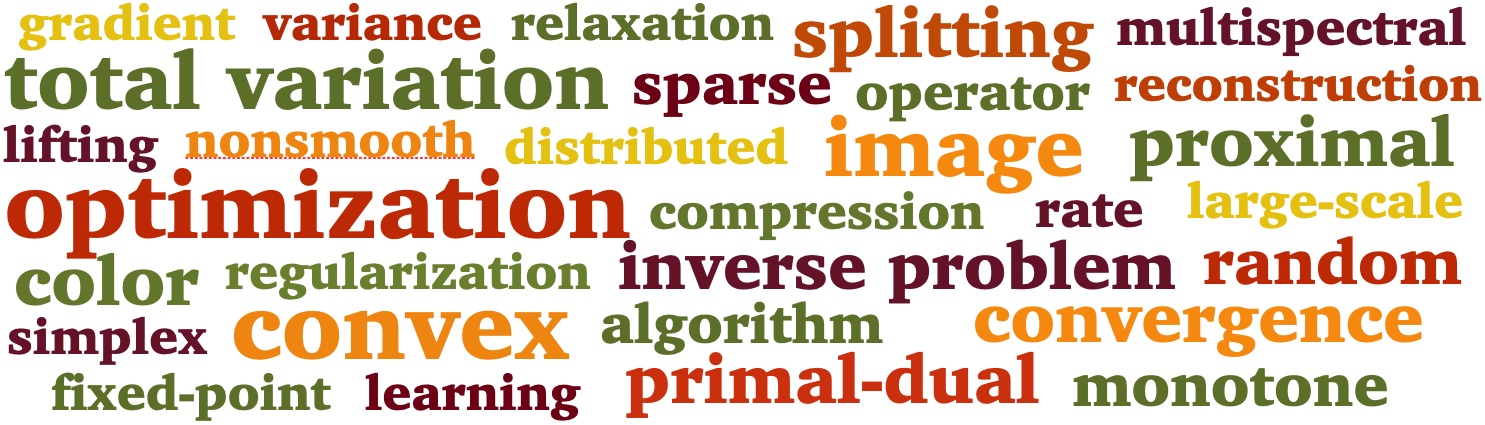 gradient variance relaxation splitting multispectral
total variation sparse operator reconstruction
lifting nonsmooth distributed image proximal
optimization compression rate large-scale
color regularization inverse problem random
simplex convex algorithm convergence
fixed-point learning primal-dual monotone